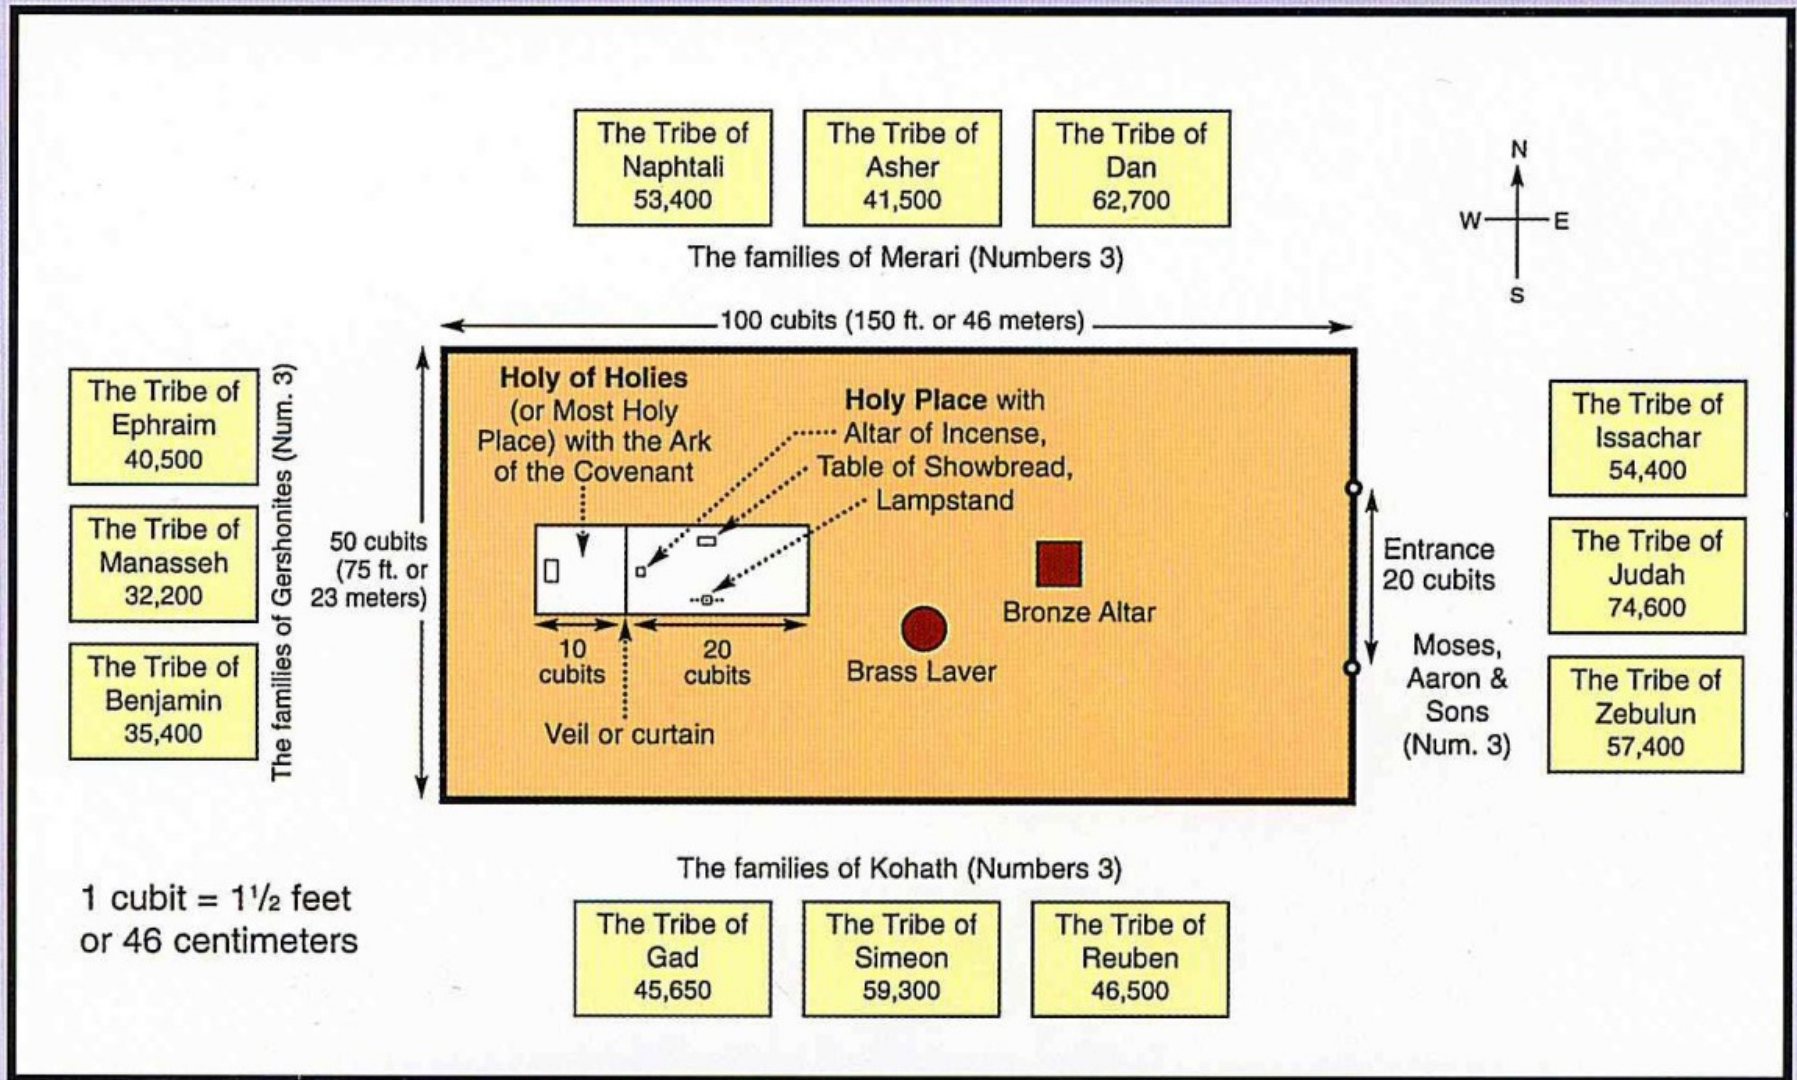 The Tribe of
Naphtali
53,400
The Tribe of
Asher
41,500
The Tribe of
Dan
62,700
The families of Merari (Numbers 3)
N
W
E
S
100 cubits (150 ft. or 46 meters)
The Tribe of
Ephraim
40,500
The Tribe of
Manasseh
32,200
The Tribe of
Benjamin
35,400
The families of Gershonites (Num. 3)
50 cubits
(75 ft. or
23 meters)
Holy of Holies
(or Most Holy
Place) with the Ark
of the Covenant
Holy Place with
Altar of Incense,
Table of Showbread,
Lampstand
10
cubits
20
cubits
Veil or curtain
Brass Laver
Bronze Altar
Entrance
20 cubits
Moses,
Aaron &
Sons
(Num. 3)
The Tribe of
Issachar
54,400
The Tribe of
Judah
74,600
The Tribe of
Zebulun
57,400
The families of Kohath (Numbers 3)
The Tribe of
Gad
45,650
The Tribe of
Simeon
59,300
The Tribe of
Reuben
46,500
1 cubit = 1 1/2 feet
or 46 centimeters